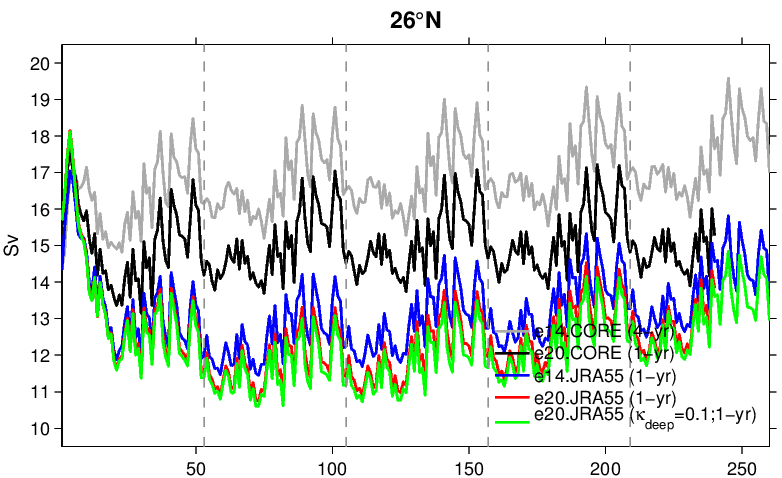 26°N
Sv
20
19
18
17
16
15
14
13
12
11
10
e14.CORE (4−yr)
e20.CORE (1−yr)
e14.JRA55 (1−yr)
e20.JRA55 (1−yr)
e20.JRA55 (κdeep=0.1;1−yr)
50 100 150 200 250